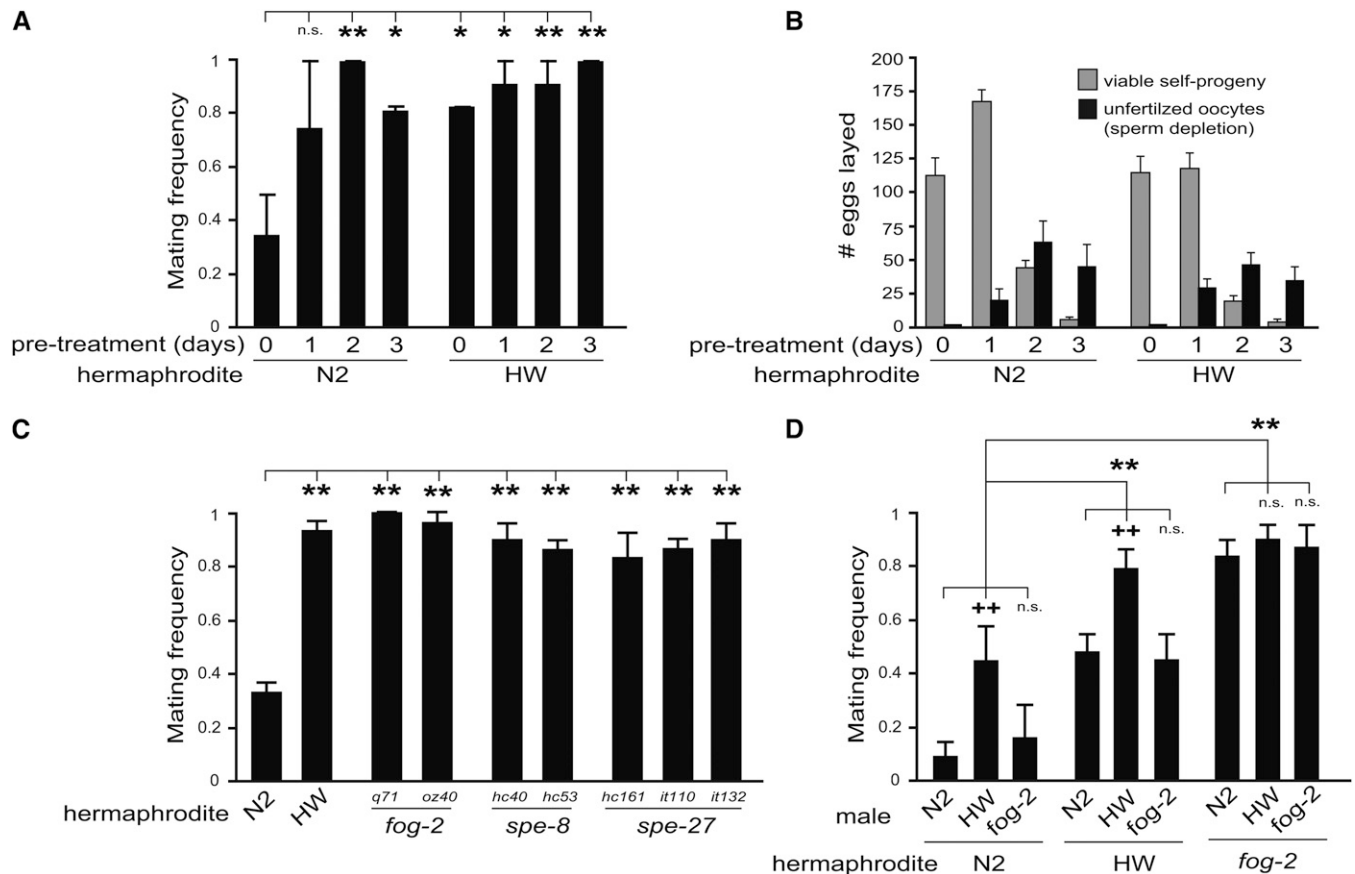 A
n.s. ** * * * ** **
Mating frequency
1
0.8
0.6
0.4
0.2
0
pre-treatment (days) 0 1 2 3 0 1 2 3
hermaphrodite N2 HW
B
# eggs layed
200
175
150
125
100
75
50
25
0
viable self-progeny
unfertilzed oocytes
(sperm depletion)
pre-treatment (days) 0 1 2 3 0 1 2 3
hermaphrodite N2 HW
C
** ** ** ** ** ** ** **
Mating frequency
1
0.8
0.6
0.4
0.2
0
N2 HW q71 oz40 hc40 hc53 hc161 it110 it132
hermaphrodite fog-2 spe-8 spe-27
D
**
**
n.s. n.s.
++ n.s.
++ n.s.
Mating frequency
1
0.8
0.6
0.4
0.2
0
male N2 HW fog-2 N2 HW fog-2 N2 HW fog-2
hermaphrodite N2 HW fog-2